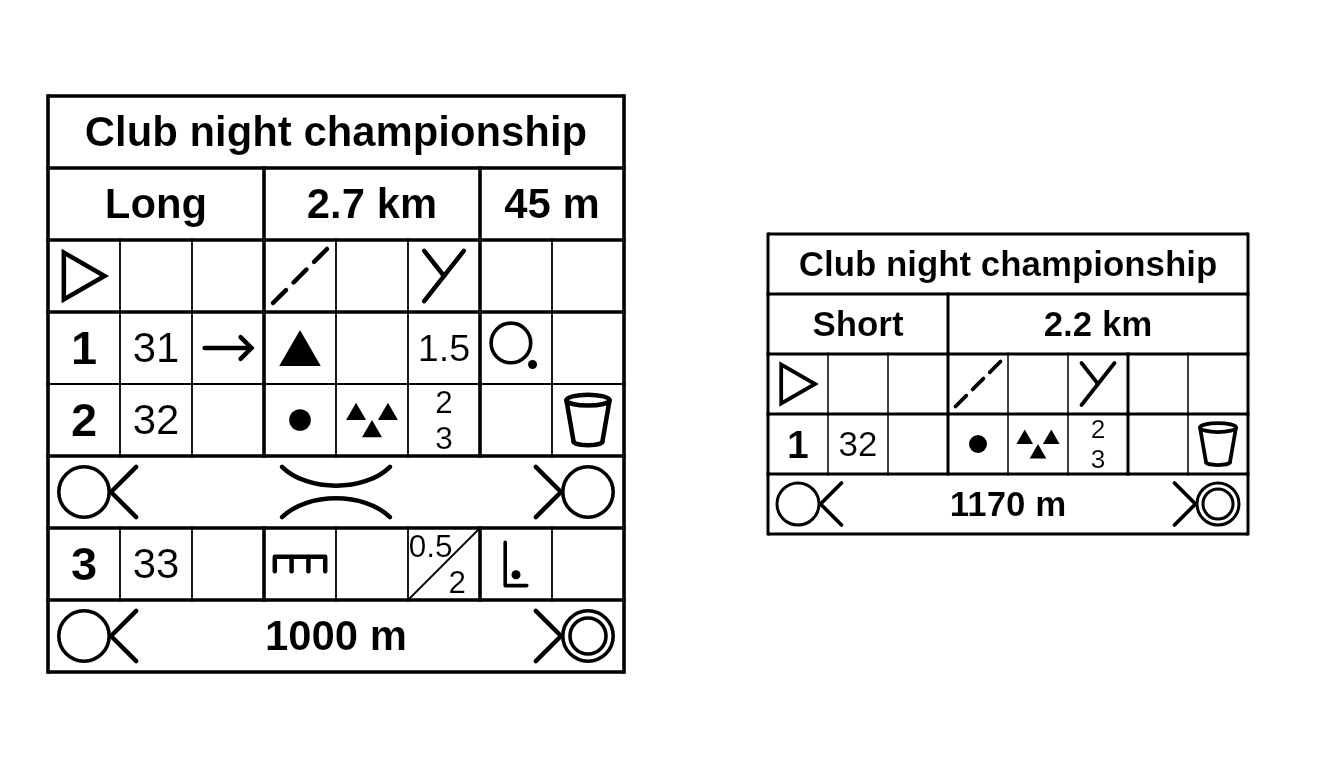 Club night championship
Long 2.7 km 45 m
1 31 1.5
2 32 2
3
3 33 0.5
2
1000 m
Club night championship
Short 2.2 km
1 32 2
3
1170 m